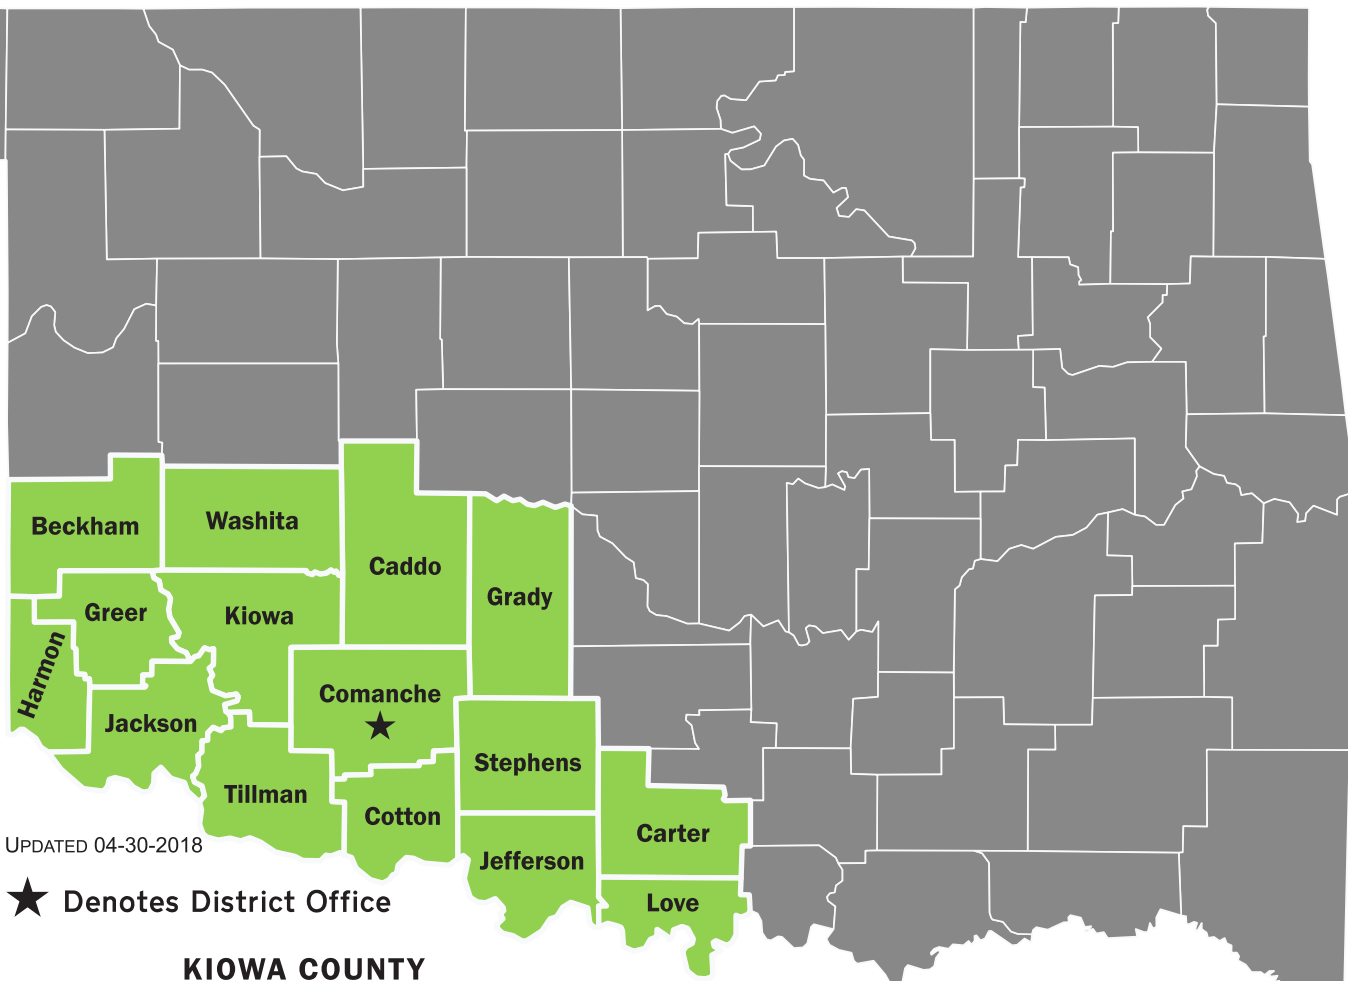 Beckham
Washita
Caddo
Grady
Greer
Kiowa
Harmon
Comanche
Jackson
Stephens
Tillman
Cotton
Carter
Jefferson
Love
UPDATED 04-30-2018
Denotes District Office
KIOWA COUNTY